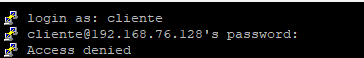 login as: cliente
cliente@192.168.76.128's password:
Access denied